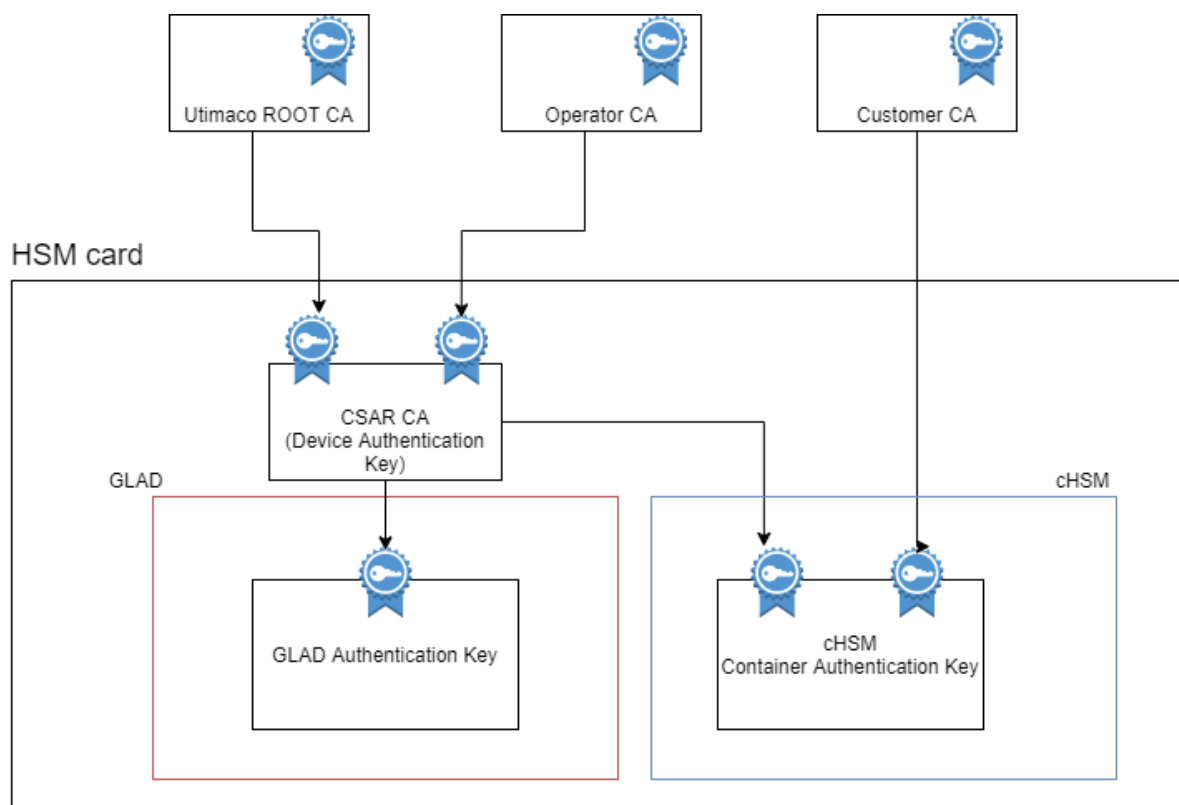 Utimaco ROOT CA
Operator CA
Customer CA
HSM card
CSAR CA
(Device Authentication
Key)
GLAD
cHSM
GLAD Authentication Key
cHSM
Container Authentication Key